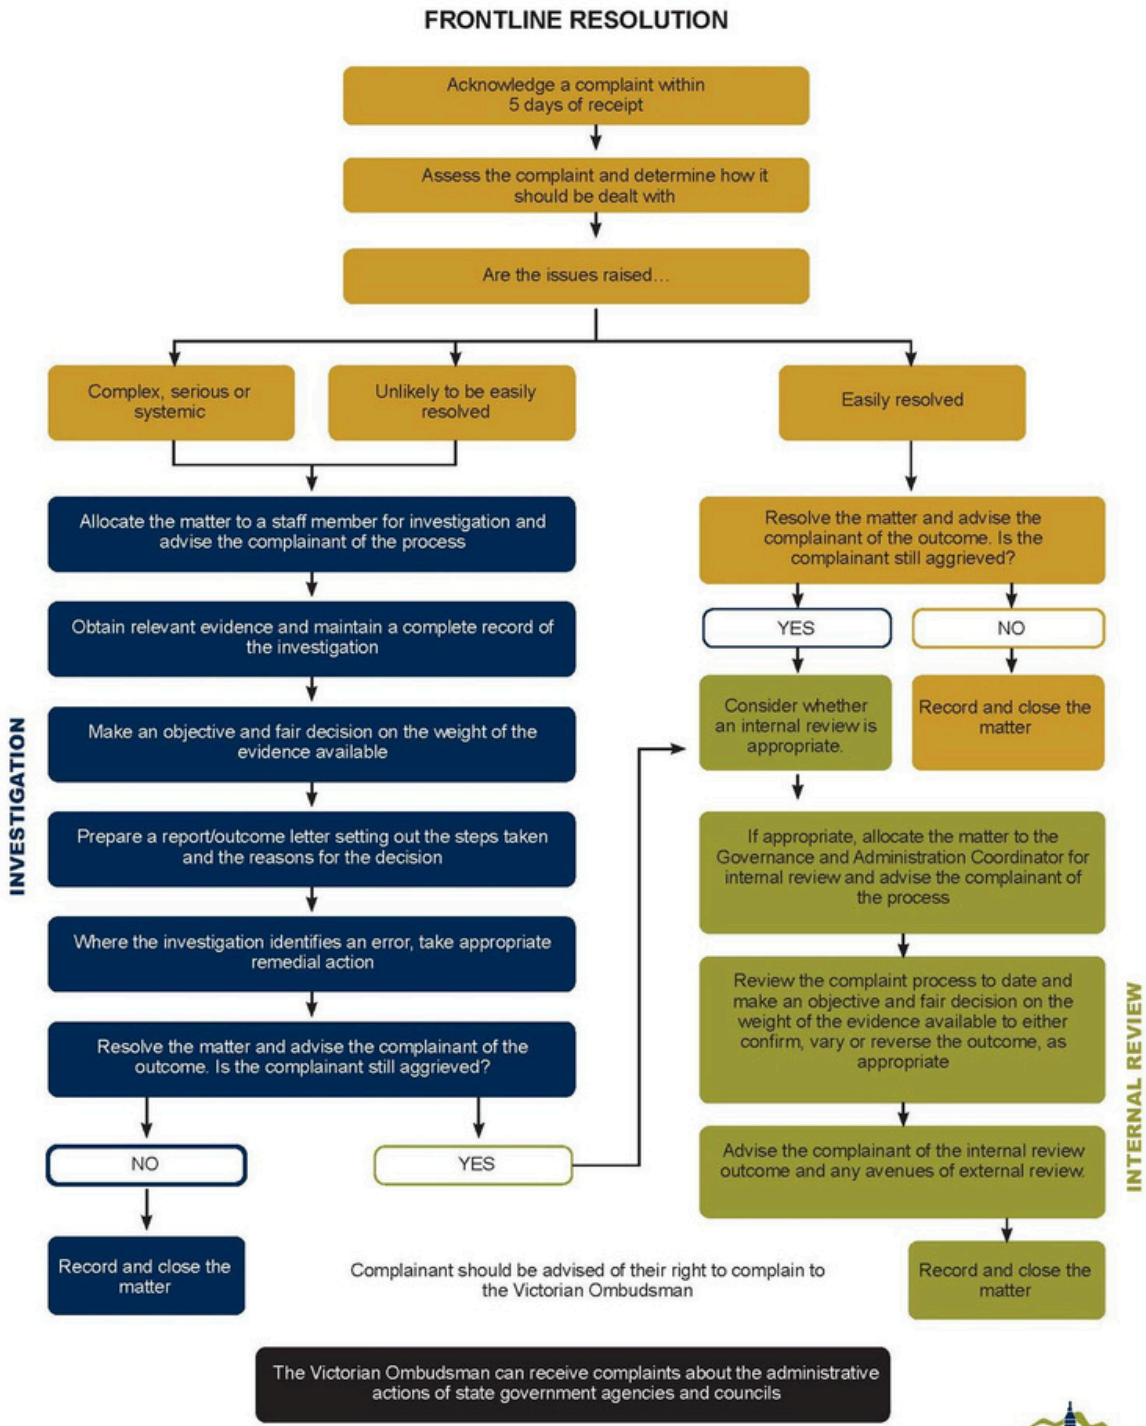 FRONTLINE RESOLUTION
Acknowledge a complaint within
5 days of receipt
Assess the complaint and determine how it
should be dealt with
Are the issues raised…
Complex, serious or
systemic
Unlikely to be easily
resolved
Easily resolved
Allocate the matter to a staff member for investigation and
advise the complainant of the process
Obtain relevant evidence and maintain a complete record of
the investigation
Make an objective and fair decision on the weight of the
evidence available
Prepare a report/outcome letter setting out the steps taken
and the reasons for the decision
Where the investigation identifies an error, take appropriate
remedial action
Resolve the matter and advise the complainant of the
outcome. Is the complainant still aggrieved?
NO
YES
Record and close the
matter
INVESTIGATION
Resolve the matter and advise the
complainant of the outcome. Is the
complainant still aggrieved?
YES
NO
Consider whether
an internal review is
appropriate.
Record and close the
matter
If appropriate, allocate the matter to the
Governance and Administration Coordinator for
internal review and advise the complainant of
the process
Review the complaint process to date and
make an objective and fair decision on the
weight of the evidence available to either
confirm, vary or reverse the outcome, as
appropriate
Advise the complainant of the internal review
outcome and any avenues of external review.
Record and close the
matter
INTERNAL REVIEW
Complainant should be advised of their right to complain to
the Victorian Ombudsman
The Victorian Ombudsman can receive complaints about the administrative
actions of state government agencies and councils